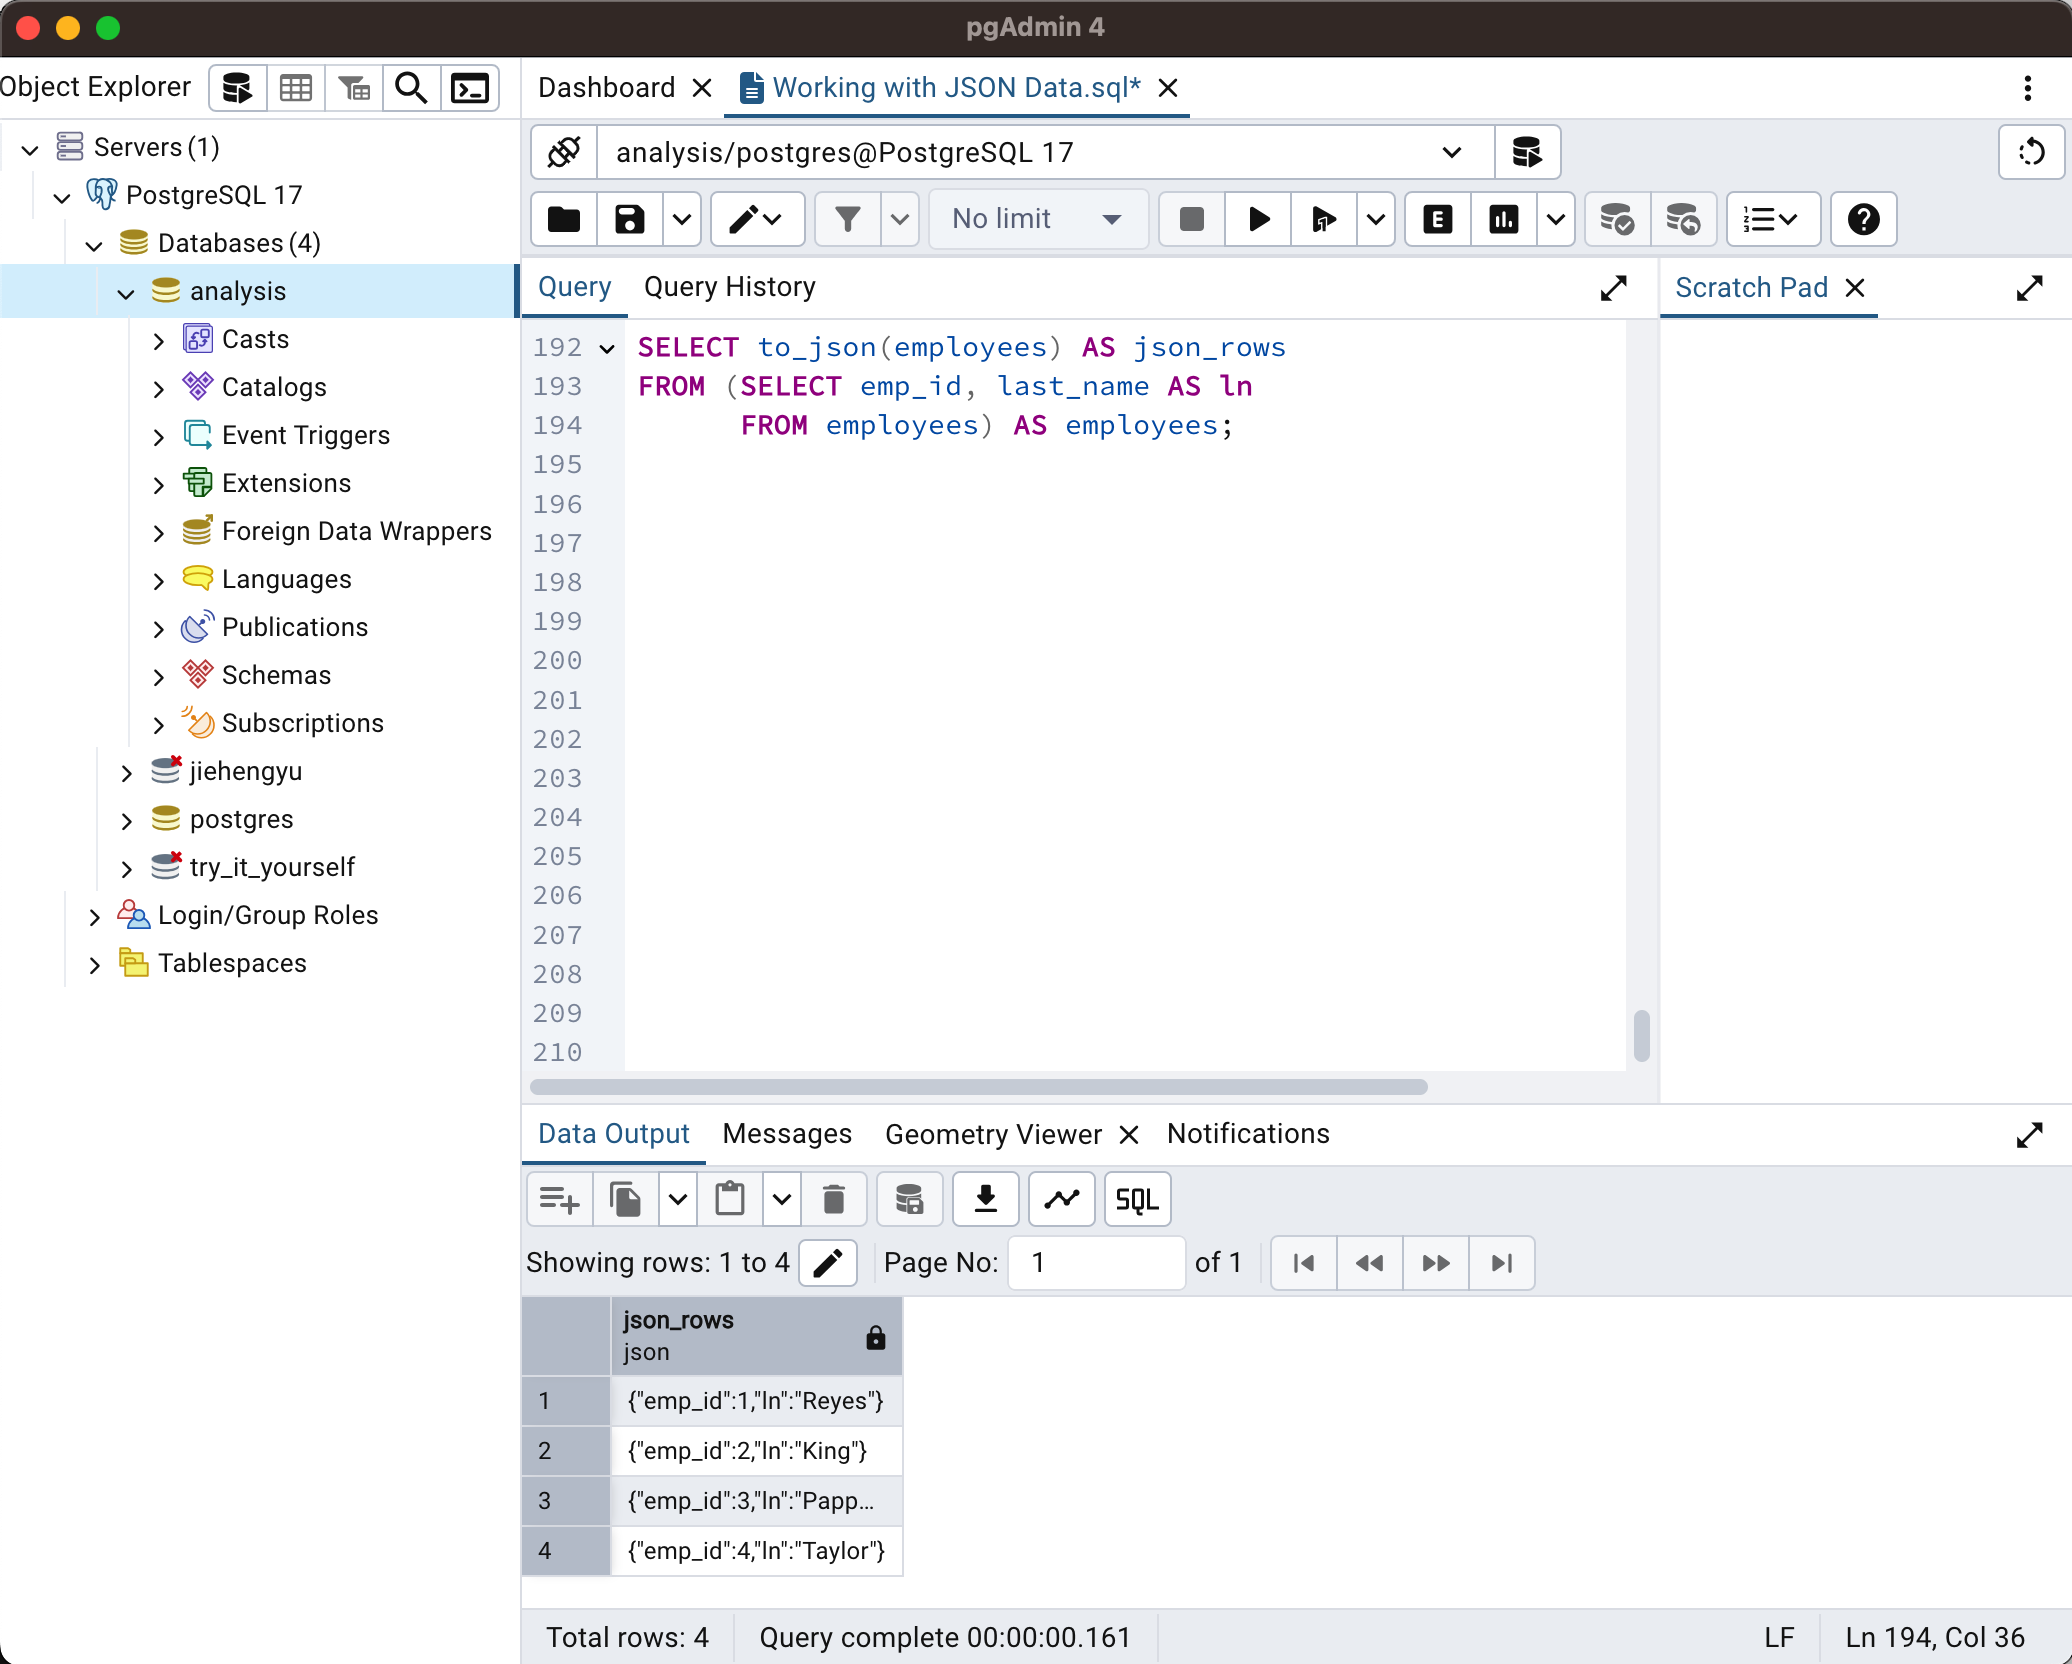 pgAdmin 4
Object Explorer
Servers (1)
PostgreSQL 17
Databases (4)
analysis
Casts
Catalogs
Event Triggers
Extensions
Foreign Data Wrappers
Languages
Publications
Schemas
Subscriptions
jiehengyu
postgres
try_it_yourself
Login/Group Roles
Tablespaces
Dashboard
Working with JSON Data.sql*
analysis/postgres@PostgreSQL 17
No limit
E
Query Query History
Scratch Pad
192 SELECT to_json(employees) AS json_rows
193 FROM (SELECT emp_id, last_name AS ln
194 FROM employees) AS employees;
195
196
197
198
199
200
201
202
203
204
205
206
207
208
209
210
Data Output Messages Geometry Viewer Notifications
SQL
Showing rows: 1 to 4 Page No: 1 of 1
json_rows
json
1 {"emp_id":1,"ln":"Reyes"}
2 {"emp_id":2,"ln":"King"}
3 {"emp_id":3,"ln":"Papp...
4 {"emp_id":4,"ln":"Taylor"}
Total rows: 4 Query complete 00:00:00.161 LF Ln 194, Col 36